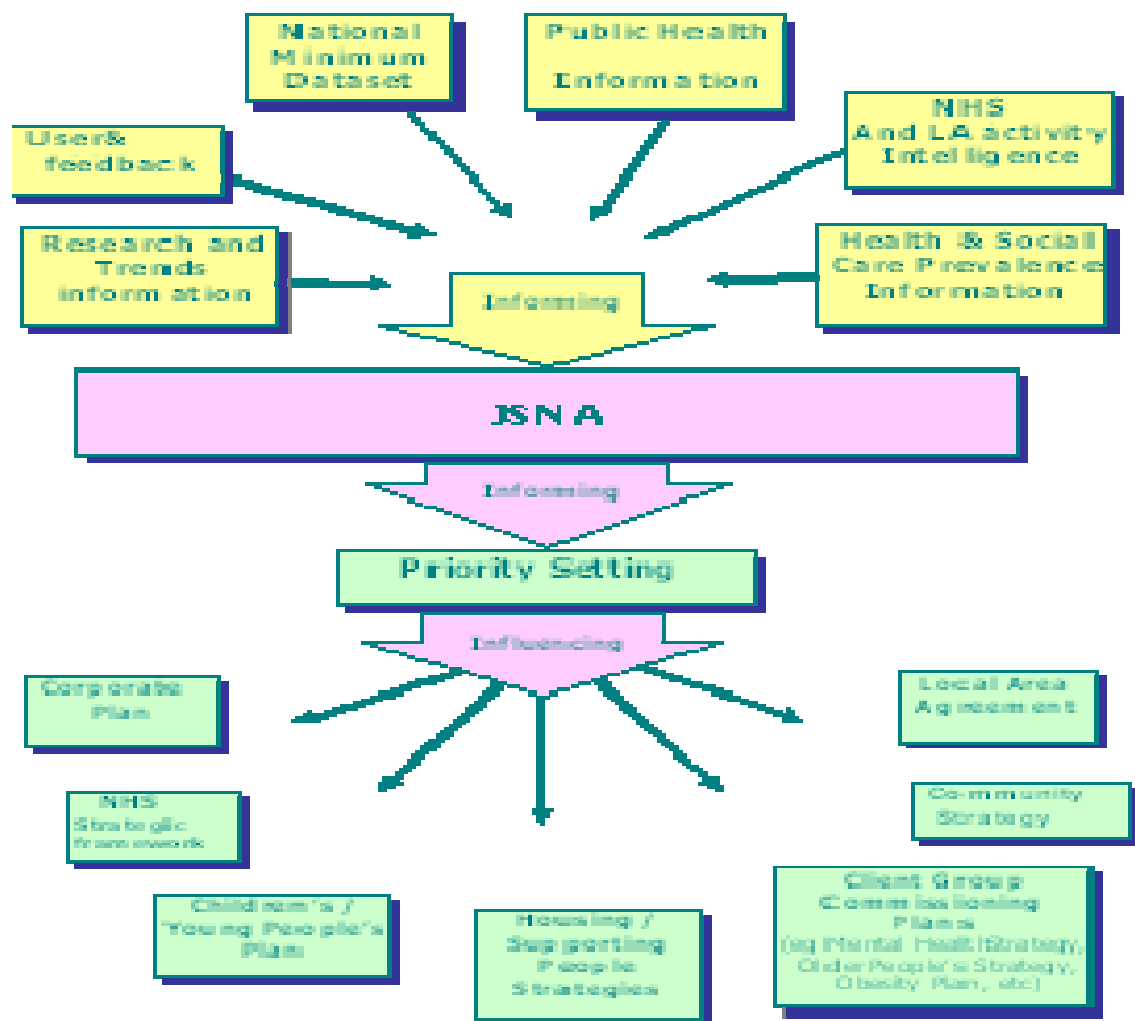 National
Minimum
Dataset
Public Health
Information
User&
feedback
NHS
And LA activity
Intelligence
Research and
Trends
information
Health & Social
Care Prevalence
Information
Informing
JSNA
Informing
Priority Setting
Influencing
Corporate
Plan
Local Area
Agreement
NHS
Strategic
framework
Community
Strategy
Children's /
Young People's
Plan
Housing /
Supporting
People
Strategies
Client Group
Commissioning
Plans
(eg Mental Health Strategy,
Older People's Strategy,
Obesity Plan, etc)